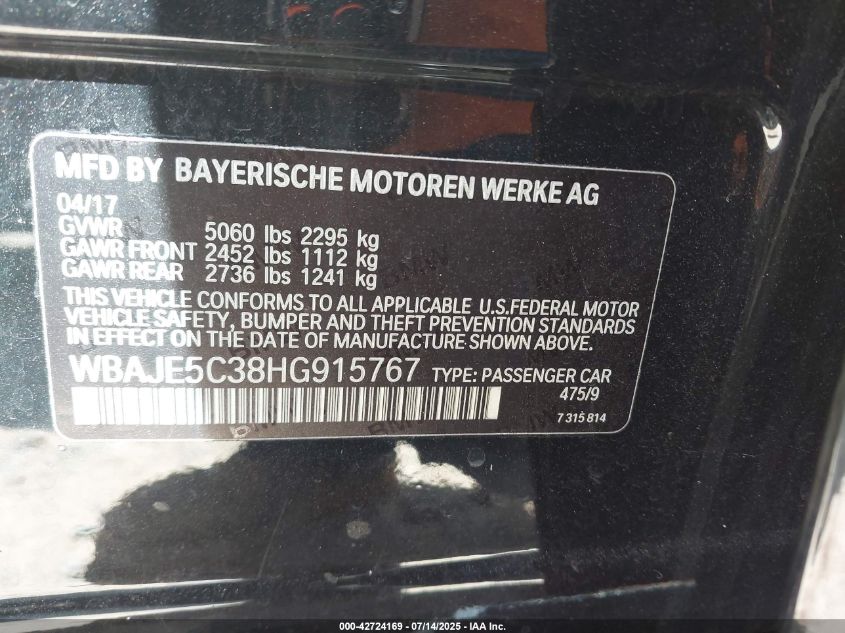 MFD BY BAYERISCHE MOTOREN WERKE AG
04/17
GVWR 5060 lbs 2295 kg
GAWR FRONT 2452 lbs 1112 kg
GAWR REAR 2736 lbs 1241 kg
THIS VEHICLE CONFORMS TO ALL APPLICABLE U.S.FEDERAL MOTOR
VEHICLE SAFETY, BUMPER AND THEFT PREVENTION STANDARDS
IN EFFECT ON THE DATE OF MANUFACTURE SHOWN ABOVE.
WBAJE5C38HG915767 TYPE: PASSENGER CAR
475/9
7 315 814
000-42724169 - 07/14/2025 - IAA Inc.